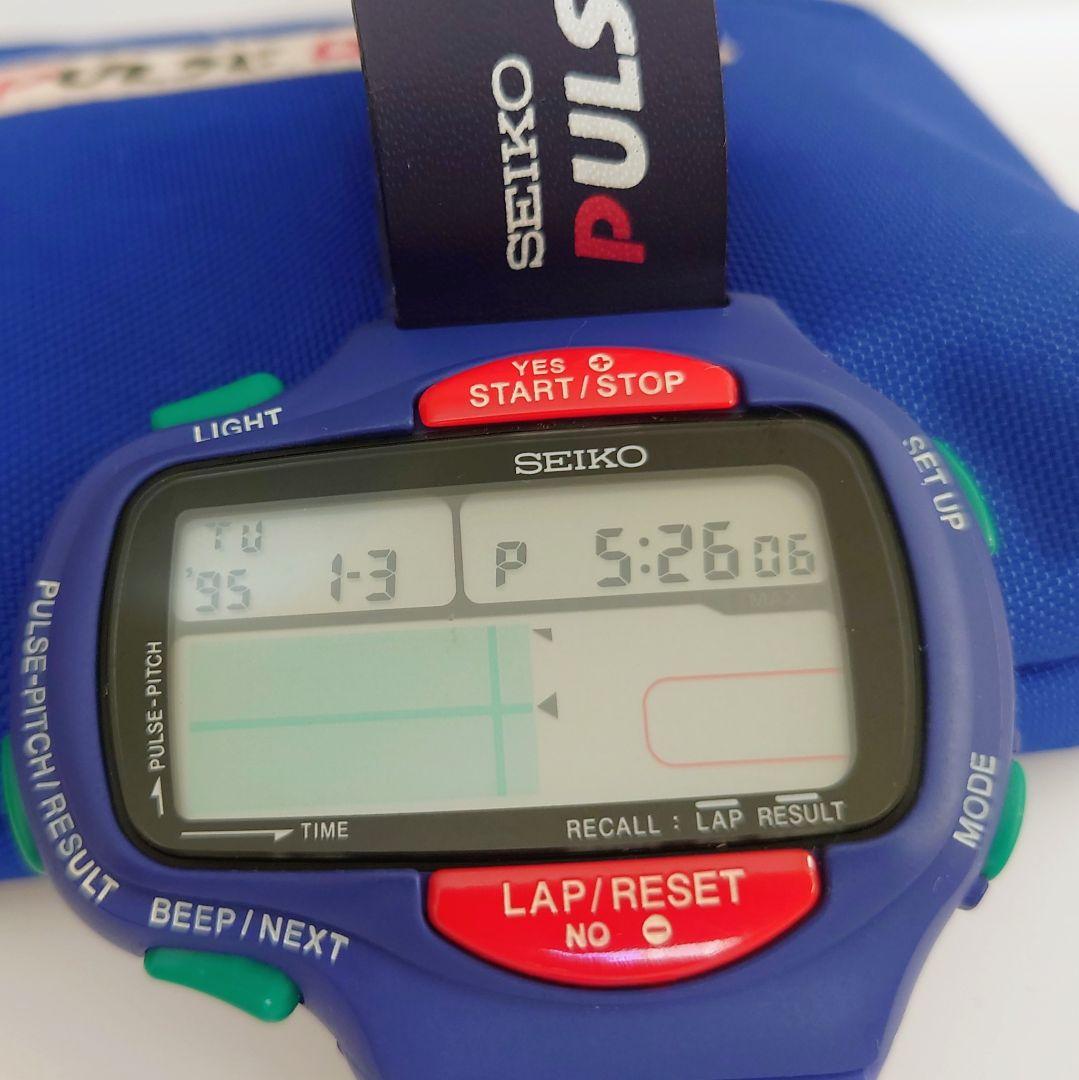 SEIKO
PULS
YES ⊕
START/STOP
LIGHT
SET UP
SEIKO
TU
'95 1-3
P 5:26 06
MAX
PULSE-PITCH
TIME
RECALL : LAP RESULT
PULSE-PITCH/RESULT
MODE
BEEP/NEXT
LAP/RESET
NO ⊖